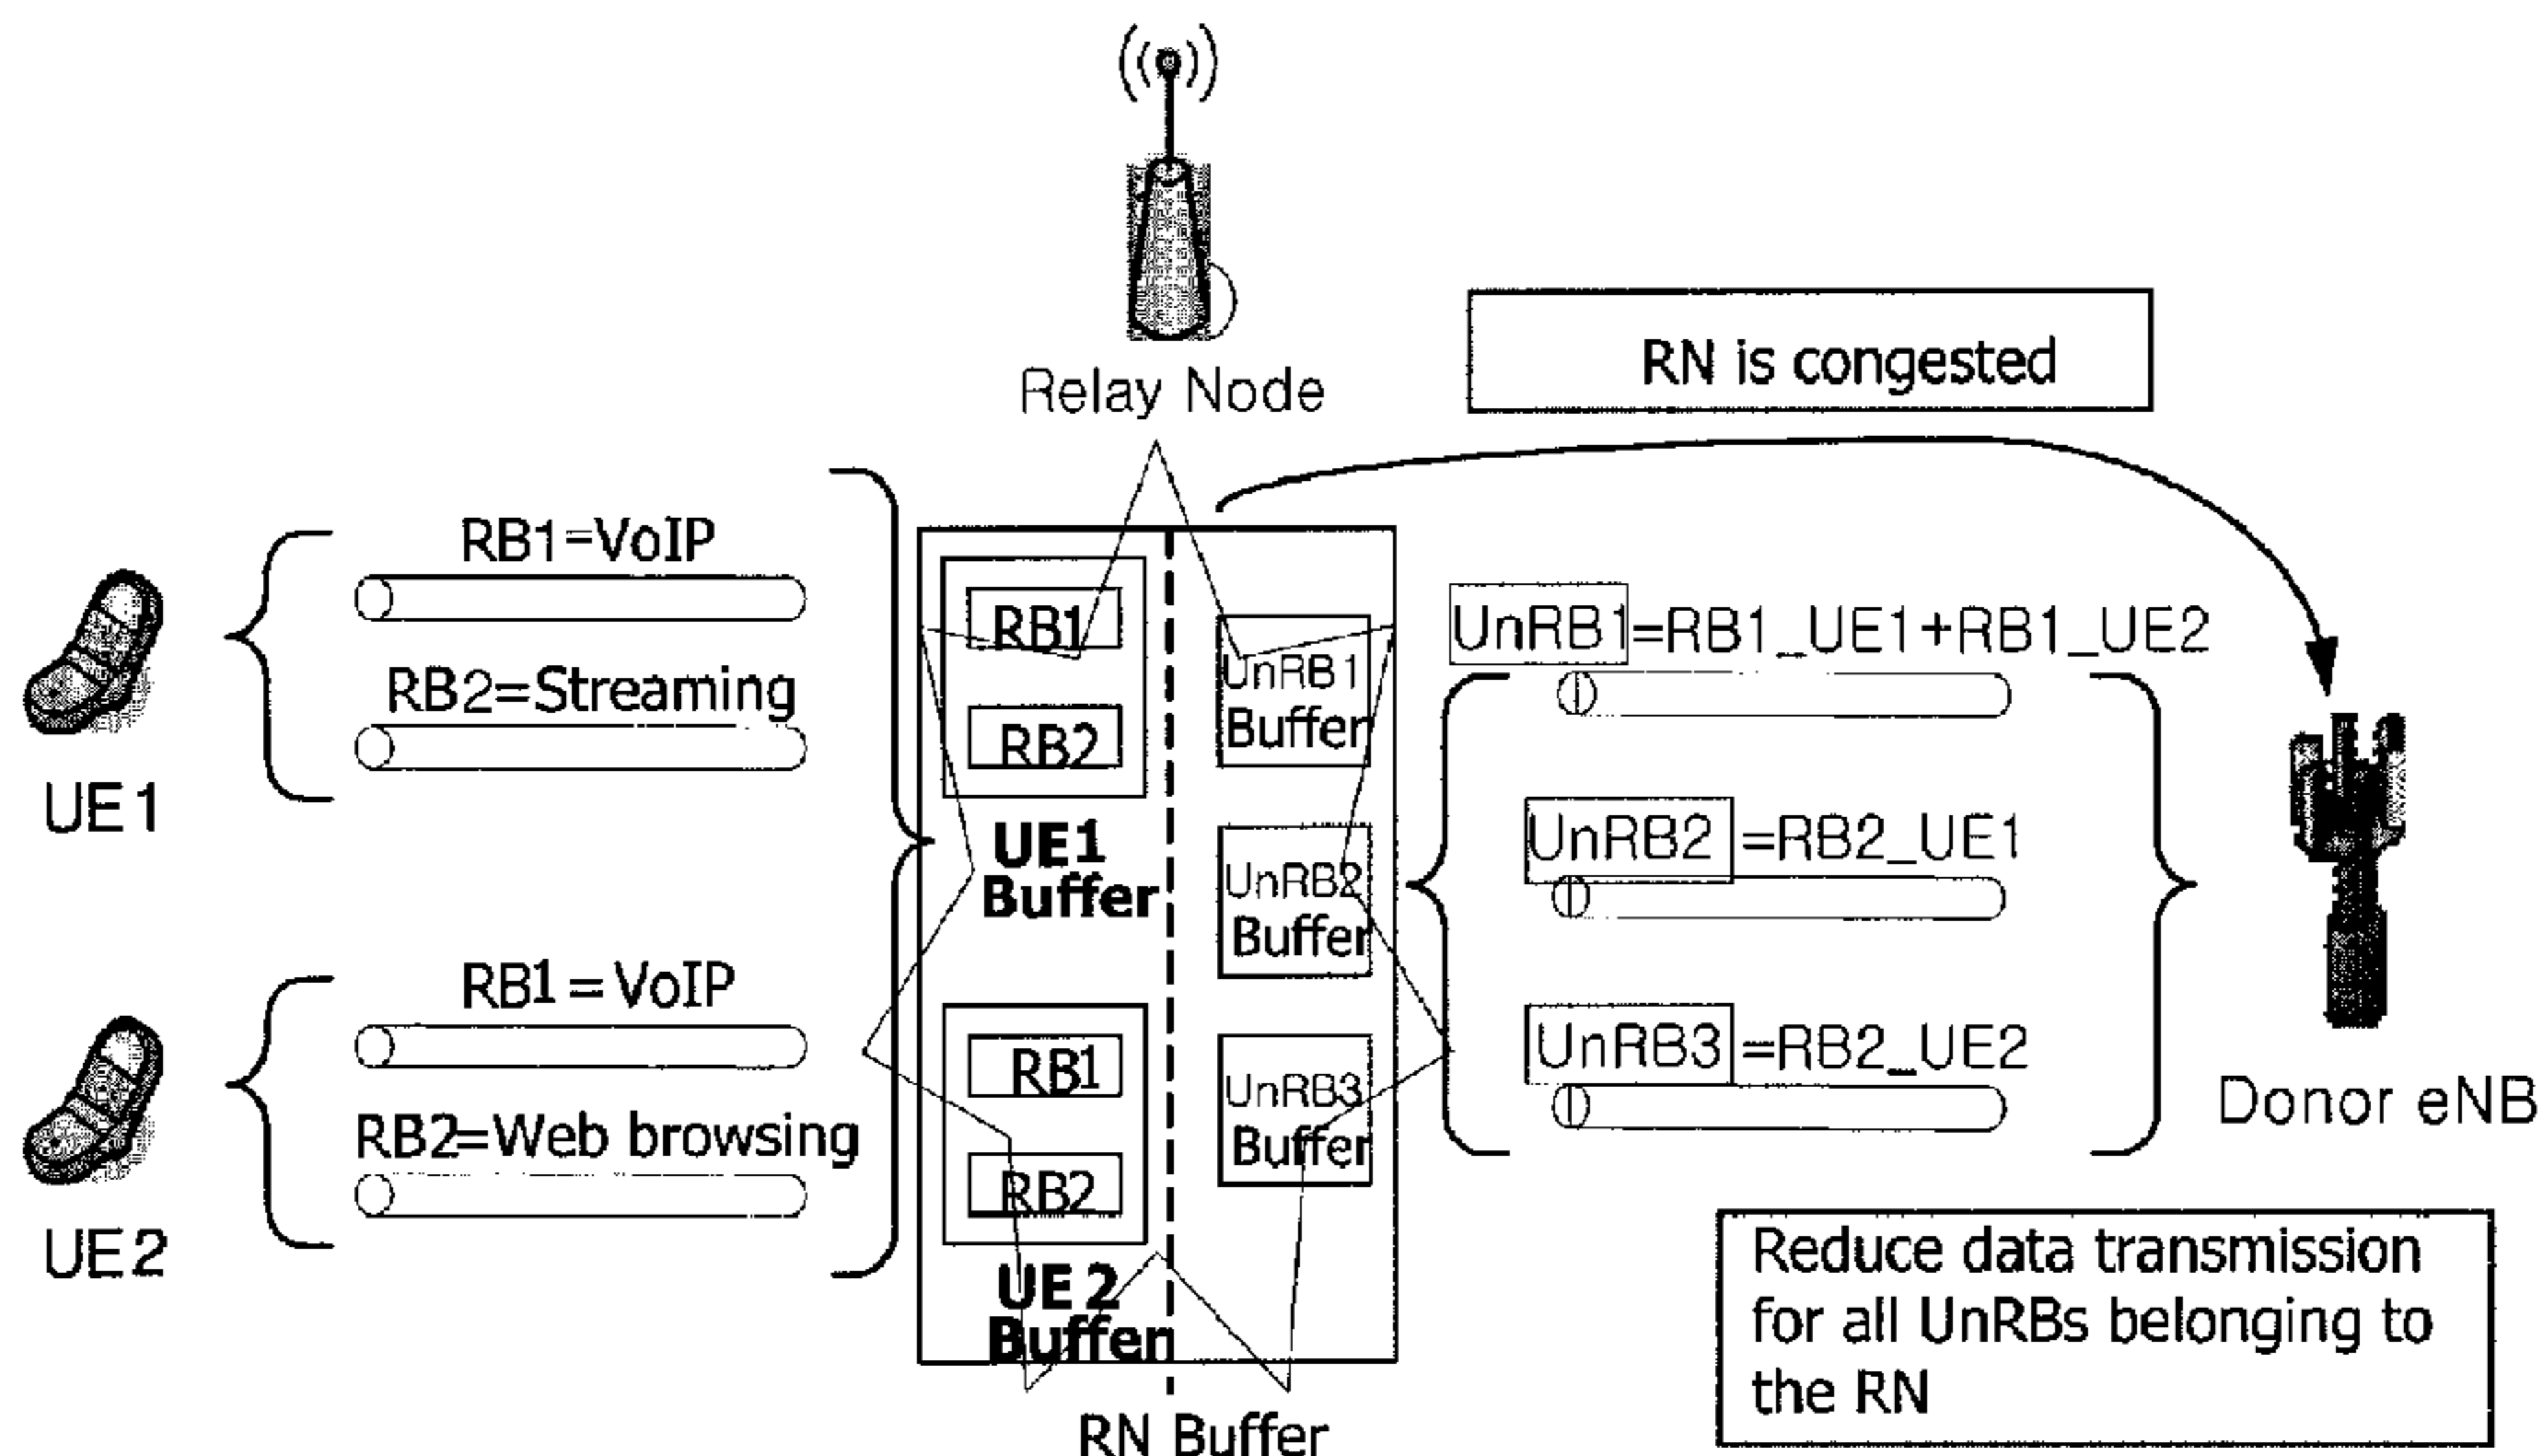 Relay Node
RN is congested
RB1=VoIP
RB2=Streaming
UE1
RB1=VoIP
RB2=Web browsing
UE2
RB1
RB2
UE1
Buffer
RB1
RB2
UE2
Buffer
UnRB1
Buffer
UnRB2
Buffer
UnRB3
Buffer
RN Buffer
UnRB1=RB1_UE1+RB1_UE2
UnRB2=RB2_UE1
UnRB3=RB2_UE2
Donor eNB
Reduce data transmission
for all UnRBs belonging to
the RN